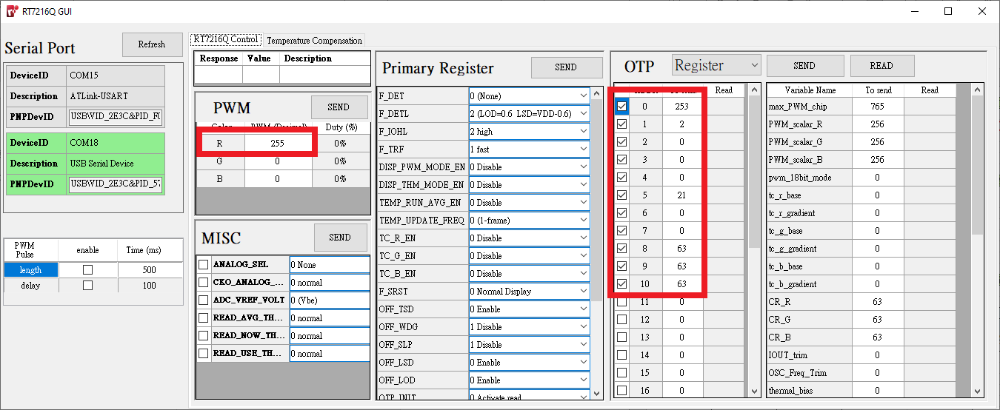 RT7216Q GUI
Serial Port
Refresh
DeviceID COM15
Description ATLink-USART
PNPDevID USB\VID_2E3C&PID_F0
DeviceID COM18
Description USB Serial Device
PNPDevID USB\VID_2E3C&PID_57
PWM Pulse enable Time (ms)
length 500
delay 100
RT7216Q Control Temperature Compensation
Response Value Description
PWM SEND
PWM (Decimal) Duty (%)
R 255 0%
G 0 0%
B 0 0%
MISC SEND
ANALOG_SEL 0 None
CKO_ANALOG_... 0 normal
ADC_VREF_VOLT 0 (Vbe)
READ_AVG_TH... 0 normal
READ_NOW_TH... 0 normal
READ_USE_TH... 0 normal
Primary Register SEND
F_DET 0 (None)
F_DETL 2 (LOD=0.6 LSD=VDD-0.6)
F_IOHL 2 high
F_TRF 1 fast
DISP_PWM_MODE_EN 0 Disable
DISP_THM_MODE_EN 0 Disable
TEMP_RUN_AVG_EN 0 Disable
TEMP_UPDATE_FREQ 0 (1-frame)
TC_R_EN 0 Disable
TC_G_EN 0 Disable
TC_B_EN 0 Disable
F_SRST 0 Normal Display
OFF_TSD 0 Enable
OFF_WDG 1 Disable
OFF_SLP 1 Disable
OFF_LSD 0 Enable
OFF_LOD 0 Enable
OTP_INIT 0 Activate read
OTP Register SEND READ
Read
0 253
1 2
2 0
3 0
4 0
5 21
6 0
7 0
8 63
9 63
10 63
11 0
12 0
13 0
14 0
15 0
16 0
Variable Name To send Read
max_PWM_chip 765
PWM_scalar_R 256
PWM_scalar_G 256
PWM_scalar_B 256
pwm_18bit_mode 0
tc_r_base 0
tc_r_gradient 0
tc_g_base 0
tc_g_gradient 0
tc_b_base 0
tc_b_gradient 0
CR_R 63
CR_G 63
CR_B 63
IOUT_trim 0
OSC_Freq_Trim 0
thermal_bias 0